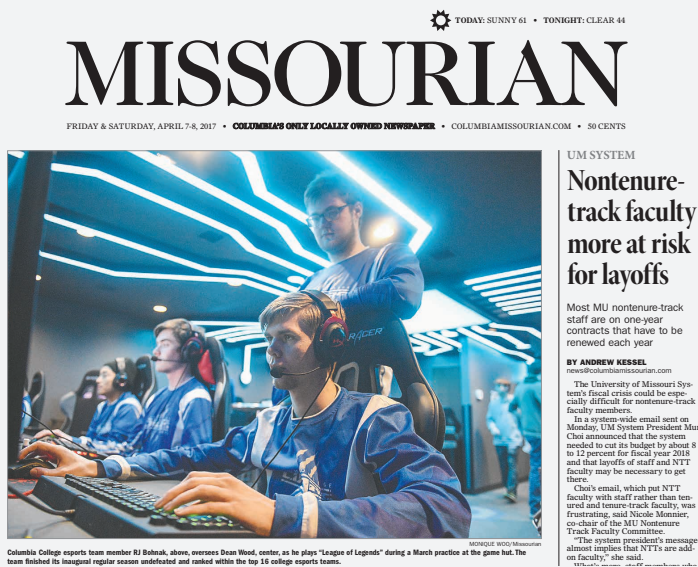 TODAY: SUNNY 61 • TONIGHT: CLEAR 44
MISSOURIAN
FRIDAY & SATURDAY, APRIL 7-8, 2017 • COLUMBIA'S ONLY LOCALLY OWNED NEWSPAPER • COLUMBIAMISSOURIAN.COM • 50 CENTS
RACER
MONIQUE WOO/Missourian
Columbia College esports team member RJ Bohnak, above, oversees Dean Wood, center, as he plays "League of Legends" during a March practice at the game hut. The
team finished its inaugural regular season undefeated and ranked within the top 16 college esports teams.
UM SYSTEM
Nontenure-
track faculty
more at risk
for layoffs
Most MU nontenure-track
staff are on one-year
contracts that have to be
renewed each year
BY ANDREW KESSEL
news@columbiamissourian.com
The University of Missouri Sys-
tem's fiscal crisis could be espe-
cially difficult for nontenure-track
faculty members.
In a system-wide email sent on
Monday, UM System President Mun
Choi announced that the system
needed to cut its budget by about 8
to 12 percent for fiscal year 2018
and that layoffs of staff and NTT
faculty may be necessary to get
there.
Choi's email, which put NTT
faculty with staff rather than ten-
ured and tenure-track faculty, was
frustrating, said Nicole Monnier,
co-chair of the MU Nontenure
Track Faculty Committee.
"The system president's message
almost implies that NTTs are add-
on faculty," she said.